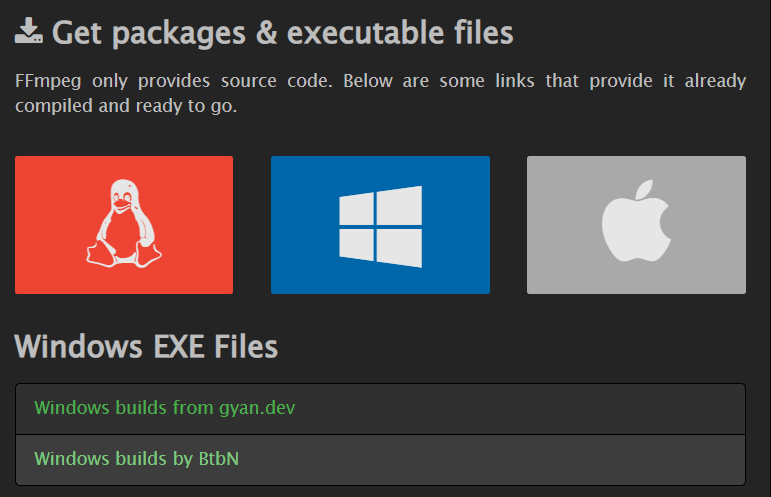 Get packages & executable files
FFmpeg only provides source code. Below are some links that provide it already
compiled and ready to go.
Windows EXE Files
Windows builds from gyan.dev
Windows builds by BtbN